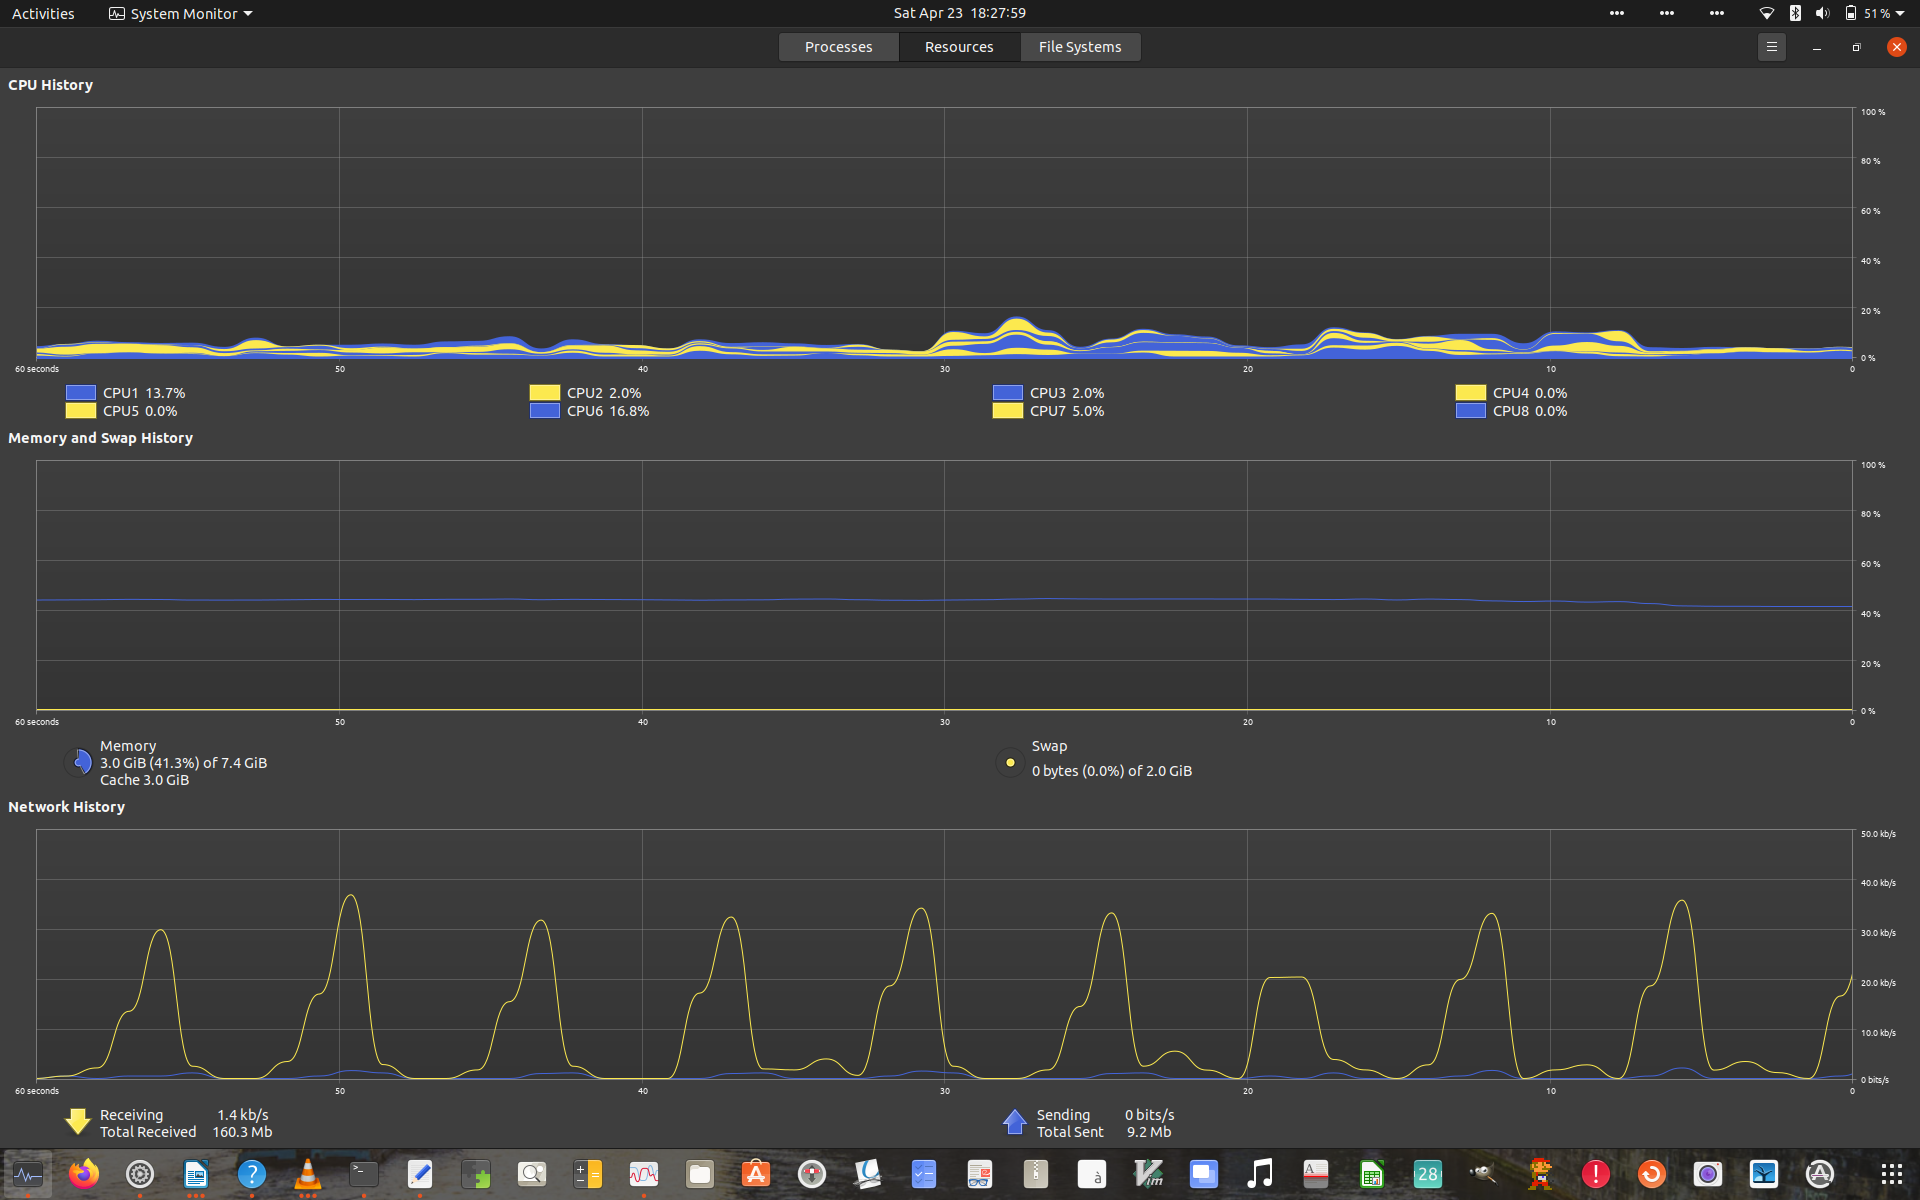 Activities System Monitor Sat Apr 23 18:27:59 51 %
Processes Resources File Systems
CPU History
100 %
80 %
60 %
40 %
20 %
0 %
60 seconds 50 40 30 20 10 0
CPU1 13.7% CPU2 2.0% CPU3 2.0% CPU4 0.0%
CPU5 0.0% CPU6 16.8% CPU7 5.0% CPU8 0.0%
Memory and Swap History
100 %
80 %
60 %
40 %
20 %
0 %
60 seconds 50 40 30 20 10 0
Memory Swap
3.0 GiB (41.3%) of 7.4 GiB 0 bytes (0.0%) of 2.0 GiB
Cache 3.0 GiB
Network History
50.0 kb/s
40.0 kb/s
30.0 kb/s
20.0 kb/s
10.0 kb/s
0 bits/s
60 seconds 50 40 30 20 10 0
Receiving 1.4 kb/s Sending 0 bits/s
Total Received 160.3 Mb Total Sent 9.2 Mb
>_ ? à Vim A 28 !